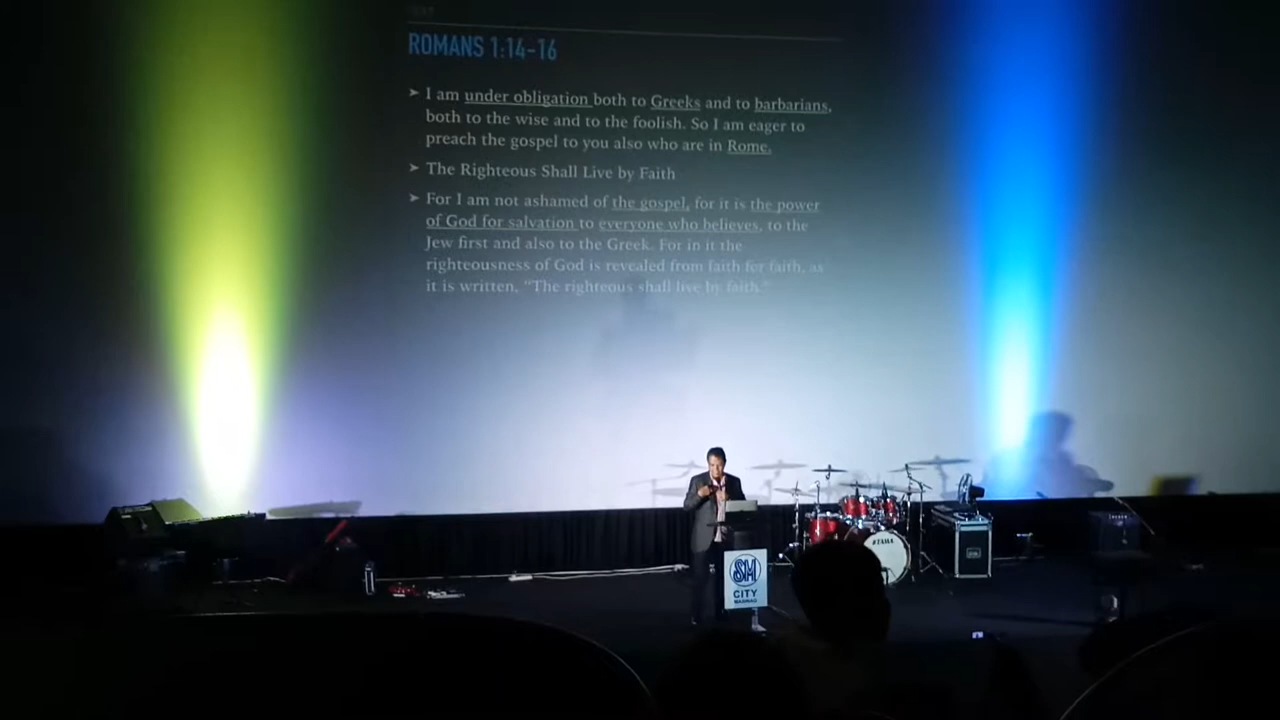 ROMANS 1:14-16
➤ I am under obligation both to Greeks and to barbarians,
both to the wise and to the foolish. So I am eager to
preach the gospel to you also who are in Rome.
➤ The Righteous Shall Live by Faith
➤ For I am not ashamed of the gospel, for it is the power
of God for salvation to everyone who believes, to the
Jew first and also to the Greek. For in it the
righteousness of God is revealed from faith for faith, as
it is written, “The righteous shall live by faith.”
TAMA
SM
CITY